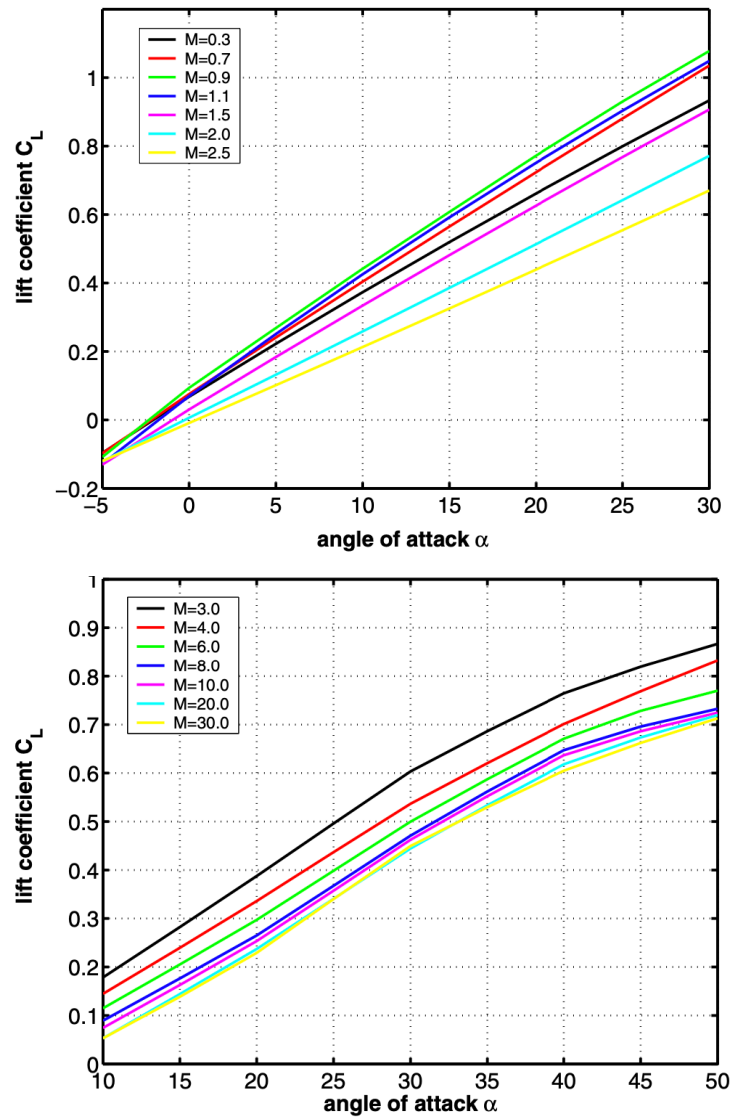 M=0.3
M=0.7
M=0.9
M=1.1
M=1.5
M=2.0
M=2.5
lift coefficient C_L
1
0.8
0.6
0.4
0.2
0
−0.2
−5 0 5 10 15 20 25 30
angle of attack α
M=3.0
M=4.0
M=6.0
M=8.0
M=10.0
M=20.0
M=30.0
lift coefficient C_L
1
0.9
0.8
0.7
0.6
0.5
0.4
0.3
0.2
0.1
0
10 15 20 25 30 35 40 45 50
angle of attack α